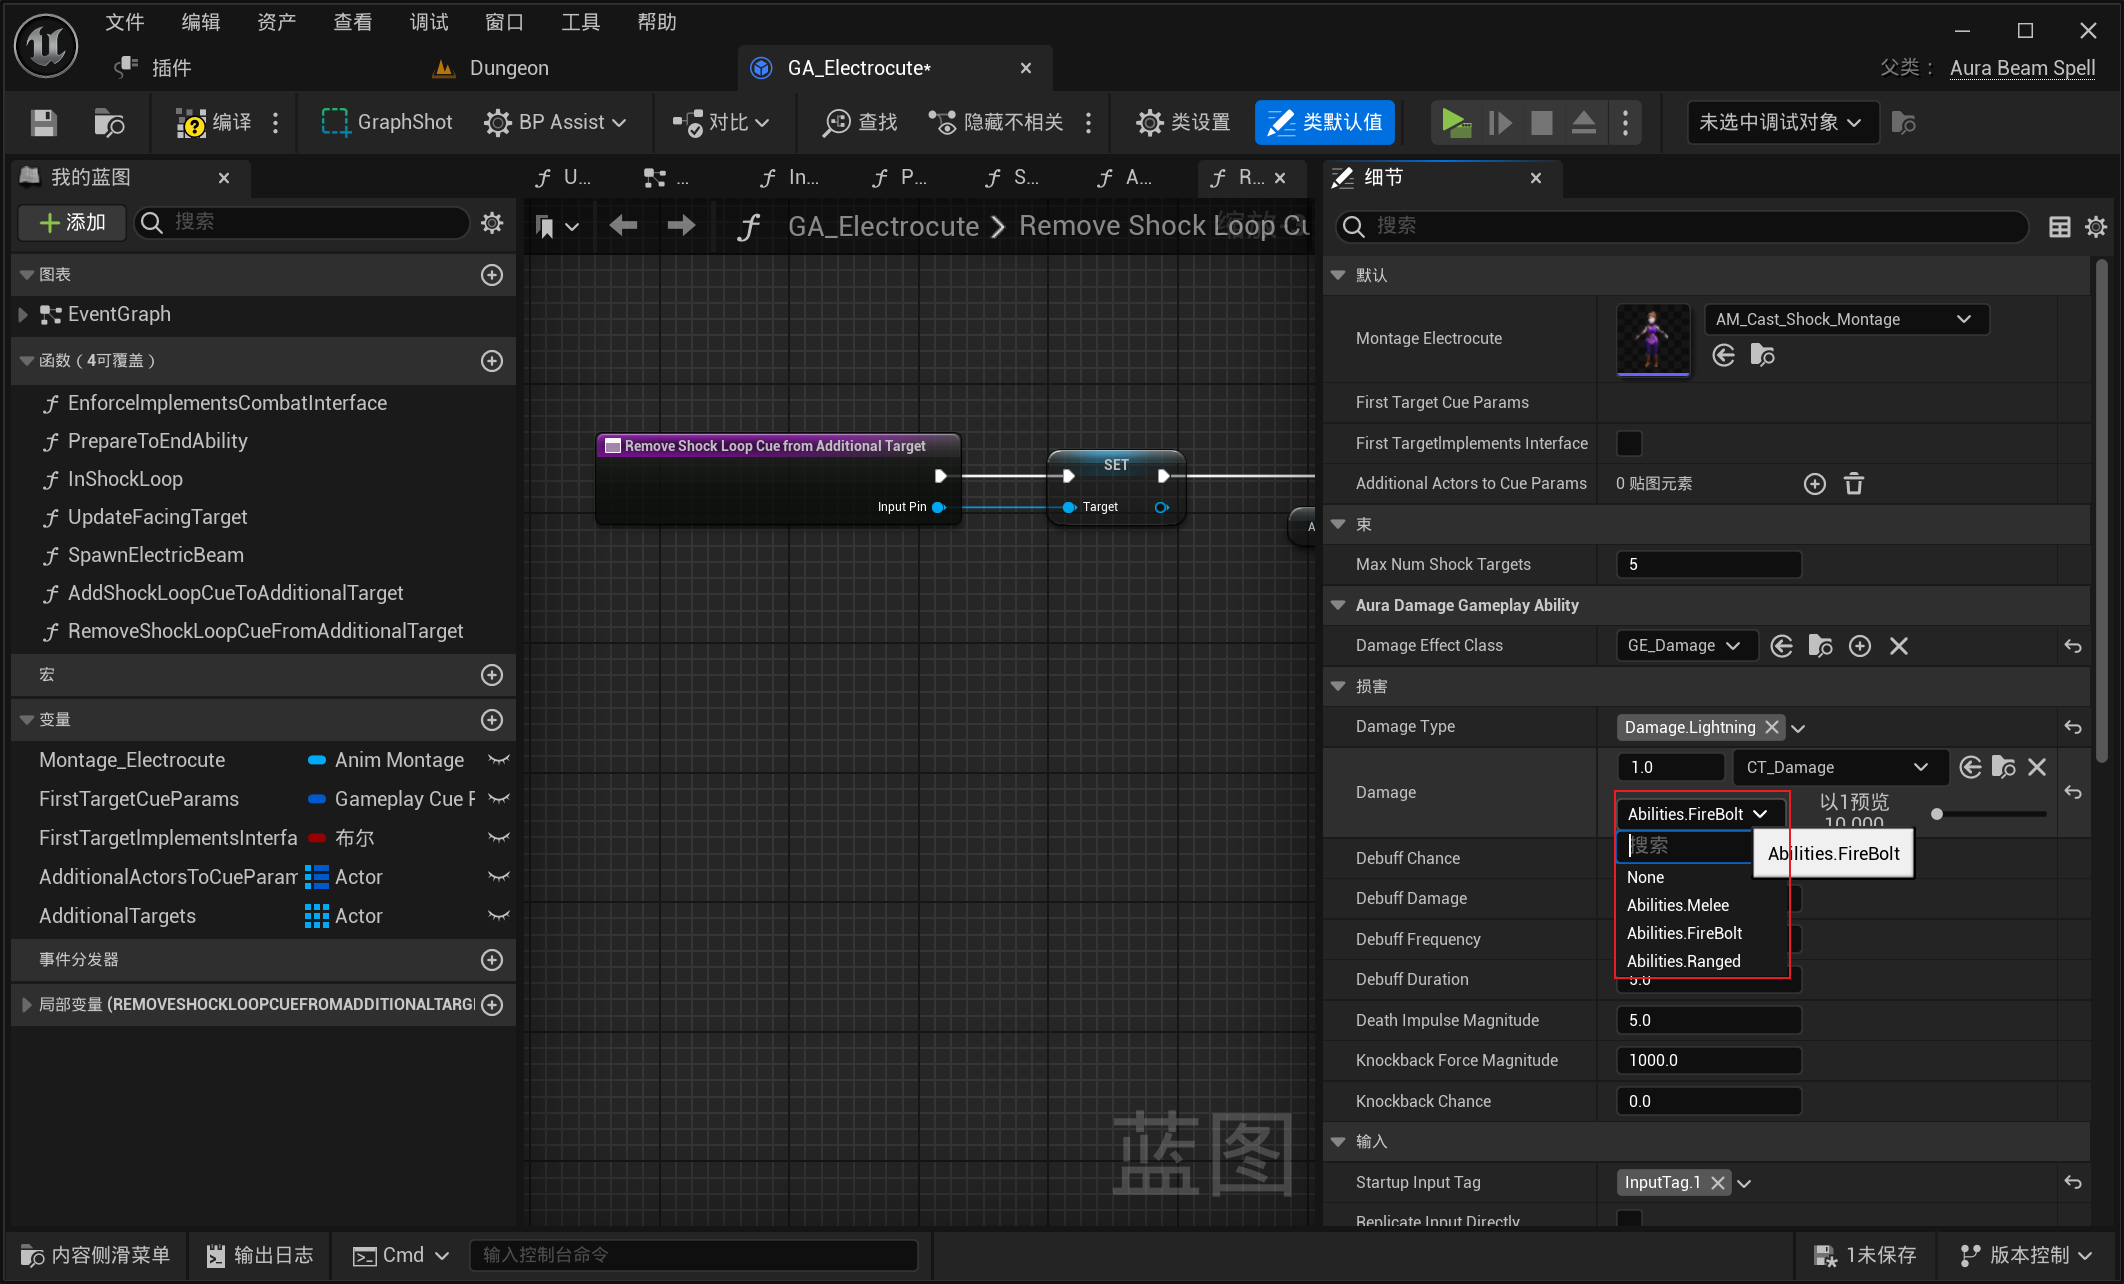 文件 编辑 资产 查看 调试 窗口 工具 帮助
插件 Dungeon GA_Electrocute* 父类： Aura Beam Spell
编译 GraphShot BP Assist 对比 查找 隐藏不相关 类设置 类默认值 未选中调试对象
我的蓝图 U... ... In... P... S... A... R... 细节
添加 搜索 GA_Electrocute Remove Shock Loop Cu 搜索
图表 默认
EventGraph
Montage Electrocute AM_Cast_Shock_Montage
函数（4可覆盖）
EnforceImplementsCombatInterface First Target Cue Params
PrepareToEndAbility First TargetImplements Interface
InShockLoop Additional Actors to Cue Params 0 贴图元素
UpdateFacingTarget 束
SpawnElectricBeam Max Num Shock Targets 5
AddShockLoopCueToAdditionalTarget Aura Damage Gameplay Ability
RemoveShockLoopCueFromAdditionalTarget Damage Effect Class GE_Damage
Remove Shock Loop Cue from Additional Target
Input Pin
SET
Target
宏 损害
变量 Damage Type Damage.Lightning
Montage_Electrocute Anim Montage
FirstTargetCueParams Gameplay Cue P
FirstTargetImplementsInterfa 布尔
AdditionalActorsToCueParam Actor
AdditionalTargets Actor
事件分发器
局部变量 (REMOVESHOCKLOOPCUEFROMADDITIONALTARG
Damage 1.0 CT_Damage
Abilities.FireBolt 以1预览
10.000
搜索 Abilities.FireBolt
None
Abilities.Melee
Abilities.FireBolt
Abilities.Ranged
Debuff Chance
Debuff Damage
Debuff Frequency
Debuff Duration 5.0
Death Impulse Magnitude 5.0
Knockback Force Magnitude 1000.0
Knockback Chance 0.0
蓝图
输入
Startup Input Tag InputTag.1
Replicate Input Directly
内容侧滑菜单 输出日志 Cmd 输入控制台命令 1未保存 版本控制